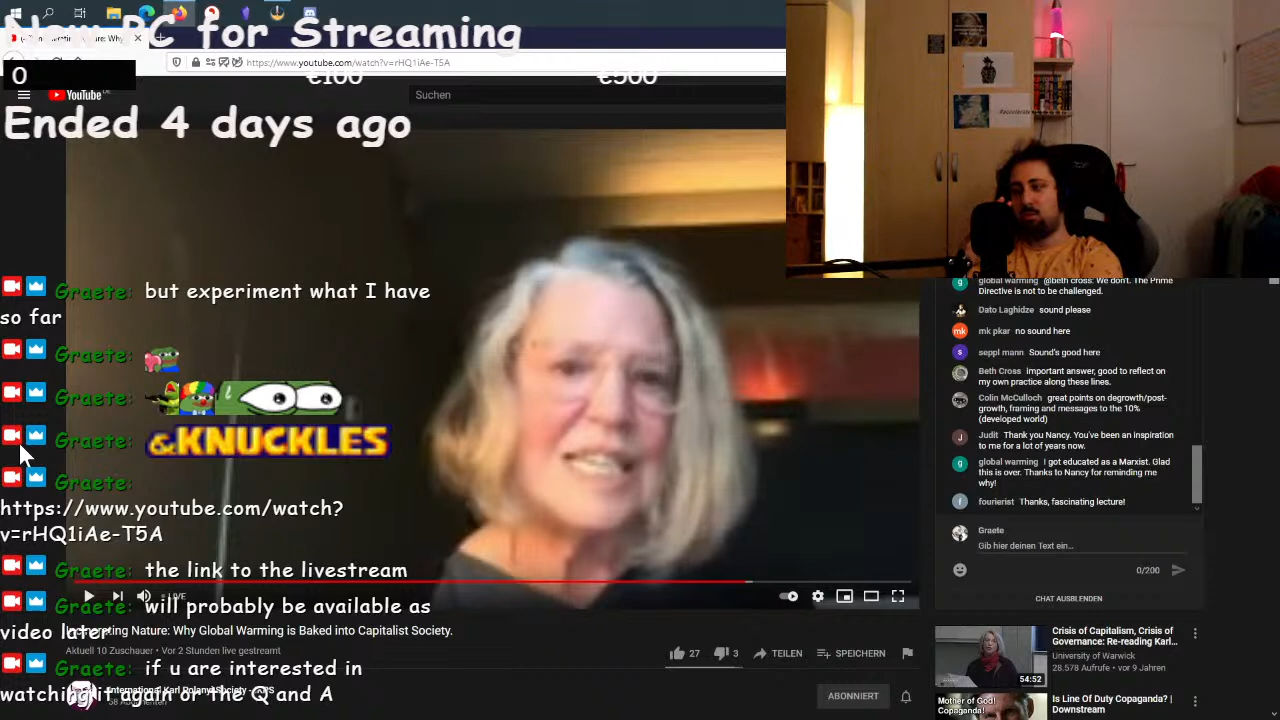 New PC for Streaming
https://www.youtube.com/watch?v=rHQ1iAe-T5A
0
€100
€500
YouTube
Suchen
Ended 4 days ago
Graete: but experiment what I have
so far
Graete:
Graete:
Graete: &KNUCKLES
Graete:
https://www.youtube.com/watch?
v=rHQ1iAe-T5A
Graete: the link to the livestream
Graete: will probably be available as
video later
Graete: if u are interested in
watching it again or the Q and A
LIVE
Nature: Why Global Warming is Baked into Capitalist Society.
Aktuell 10 Zuschauer • Vor 2 Stunden live gestreamt
27
3
TEILEN
SPEICHERN
International Karl Polanyi Society
38 Abonnenten
ABONNIERT
global warming @beth cross: We don't. The Prime
Directive is not to be challenged.
Dato Laghidze sound please
mk pkar no sound here
seppl mann Sound's good here
Beth Cross important answer, good to reflect on
my own practice along these lines.
Colin McCulloch great points on degrowth/post-
growth, framing and messages to the 10%
(developed world)
Judit Thank you Nancy. You've been an inspiration
to me for a lot of years now.
global warming I got educated as a Marxist. Glad
this is over. Thanks to Nancy for reminding me
why!
fourierist Thanks, fascinating lecture!
Graete
Gib hier deinen Text ein...
0/200
CHAT AUSBLENDEN
Crisis of Capitalism, Crisis
of Governance: Re-reading Karl...
University of Warwick
28.578 Aufrufe • vor 9 Jahren
54:52
Mother of God!
Copaganda!
Is Line Of Duty Copaganda? |
Downstream